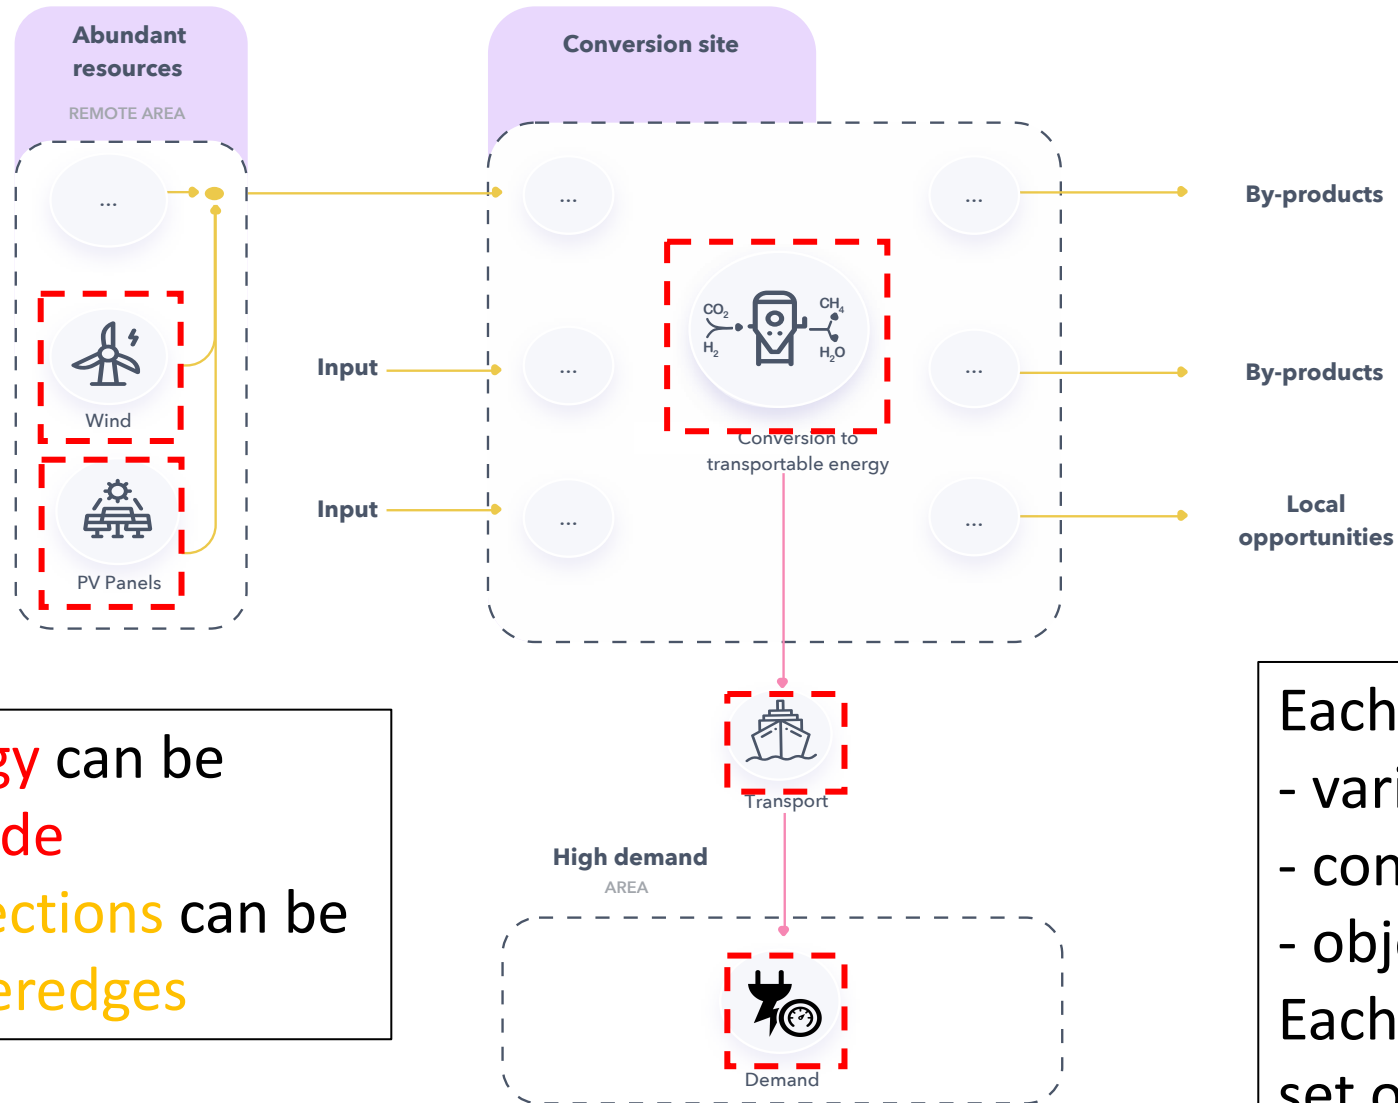 Abundant
resources
REMOTE AREA
...
Wind
PV Panels
Conversion site
...
...
...
Input
Input
CO2
H2
CH4
H2O
Conversion to
transportable energy
...
...
...
By-products
By-products
Local
opportunities
Transport
High demand
AREA
Demand
gy can be
de
ections can be
eredges
Each
- vari
- con
- obj
Each
set o